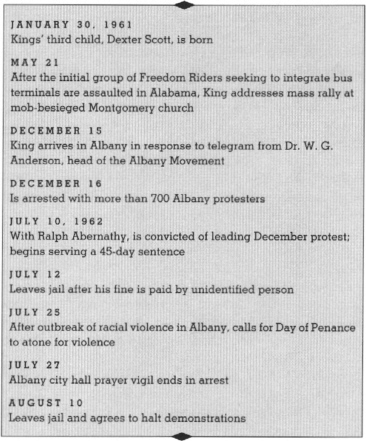 JANUARY 30, 1961
Kings' third child, Dexter Scott, is born
MAY 21
After the initial group of Freedom Riders seeking to integrate bus
terminals are assaulted in Alabama, King addresses mass rally at
mob-besieged Montgomery church
DECEMBER 15
King arrives in Albany in response to telegram from Dr. W. G.
Anderson, head of the Albany Movement
DECEMBER 16
Is arrested with more than 700 Albany protesters
JULY 10, 1962
With Ralph Abernathy, is convicted of leading December protest;
begins serving a 45-day sentence
JULY 12
Leaves jail after his fine is paid by unidentified person
JULY 25
After outbreak of racial violence in Albany, calls for Day of Penance
to atone for violence
JULY 27
Albany city hall prayer vigil ends in arrest
AUGUST 10
Leaves jail and agrees to halt demonstrations